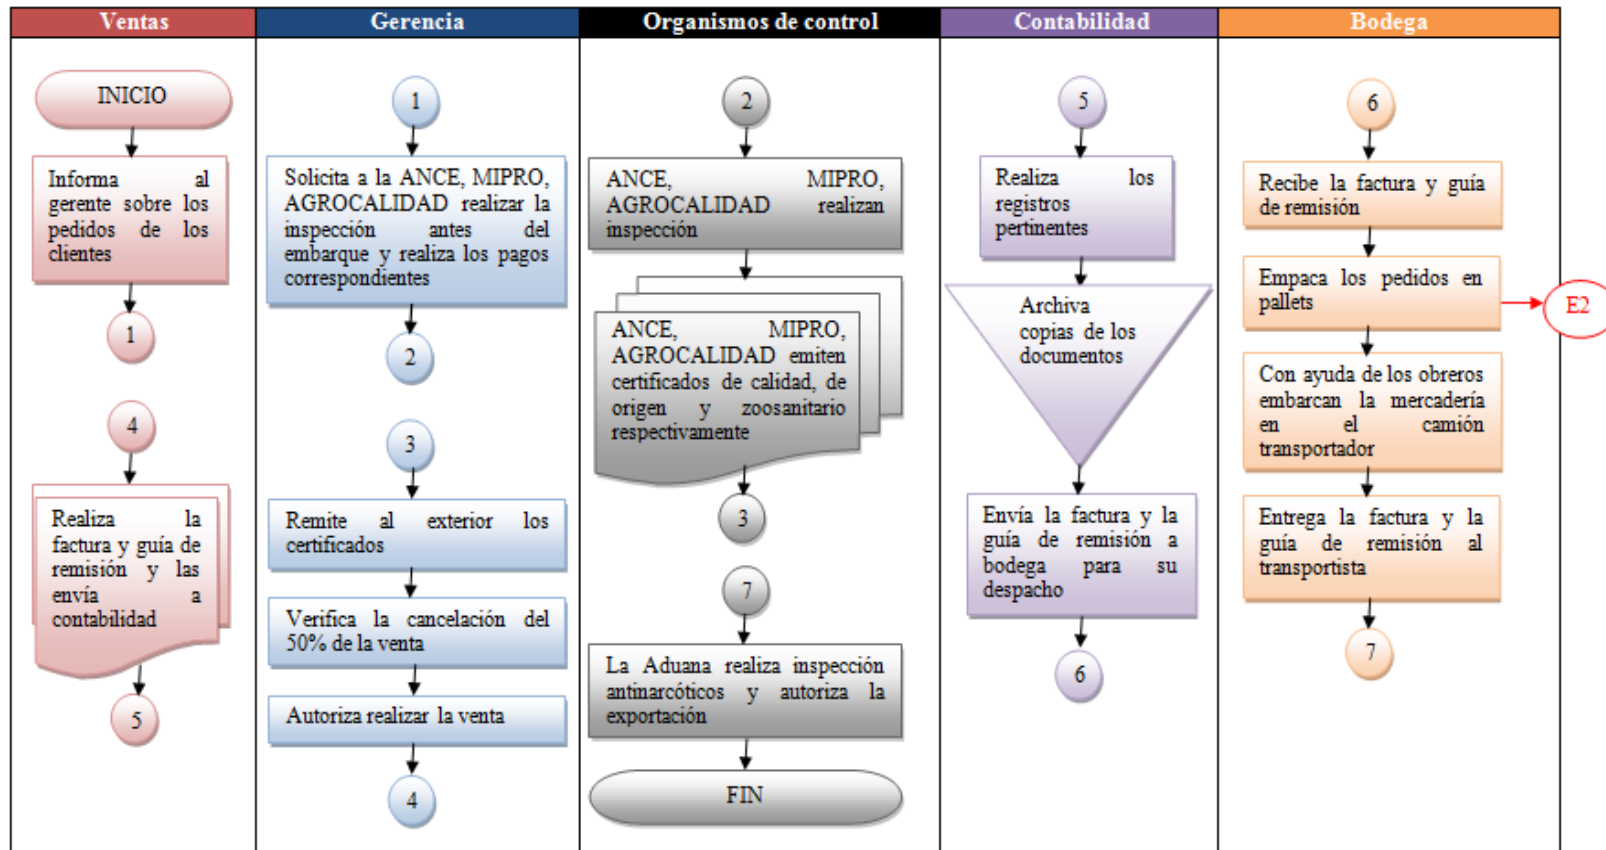 Ventas
Gerencia
Organismos de control
Contabilidad
Bodega
INICIO
Informa al
gerente sobre los
pedidos de los
clientes
1
4
Realiza la
factura y guía de
remisión y las
envía a
contabilidad
5
1
Solicita a la ANCE, MIPRO,
AGROCALIDAD realizar la
inspección antes del
embarque y realiza los pagos
correspondientes
2
3
Remite al exterior los
certificados
Verifica la cancelación del
50% de la venta
Autoriza realizar la venta
4
2
ANCE, MIPRO,
AGROCALIDAD realizan
inspección
ANCE, MIPRO,
AGROCALIDAD emiten
certificados de calidad, de
origen y zoosanitario
respectivamente
3
7
La Aduana realiza inspección
antinarcóticos y autoriza la
exportación
FIN
5
Realiza los
registros
pertinentes
Archiva
copias de los
documentos
Envía la factura y la
guía de remisión a
bodega para su
despacho
6
6
Recibe la factura y guía
de remisión
Empaca los pedidos en
pallets
E2
Con ayuda de los obreros
embarcan la mercadería
en el camión
transportador
Entrega la factura y la
guía de remisión al
transportista
7